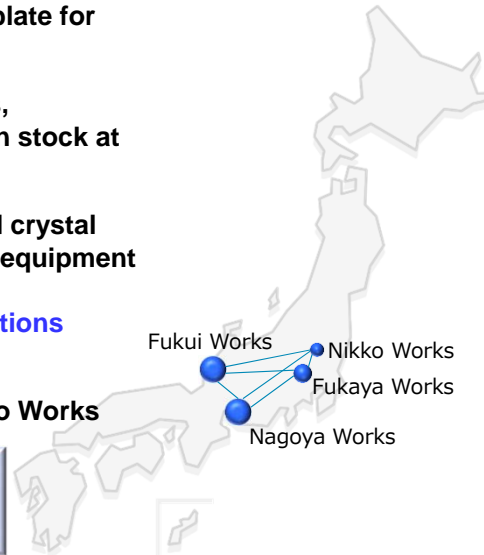 plate for
,
n stock at
l crystal
equipment
tions
o Works
Fukui Works
Nikko Works
Fukaya Works
Nagoya Works